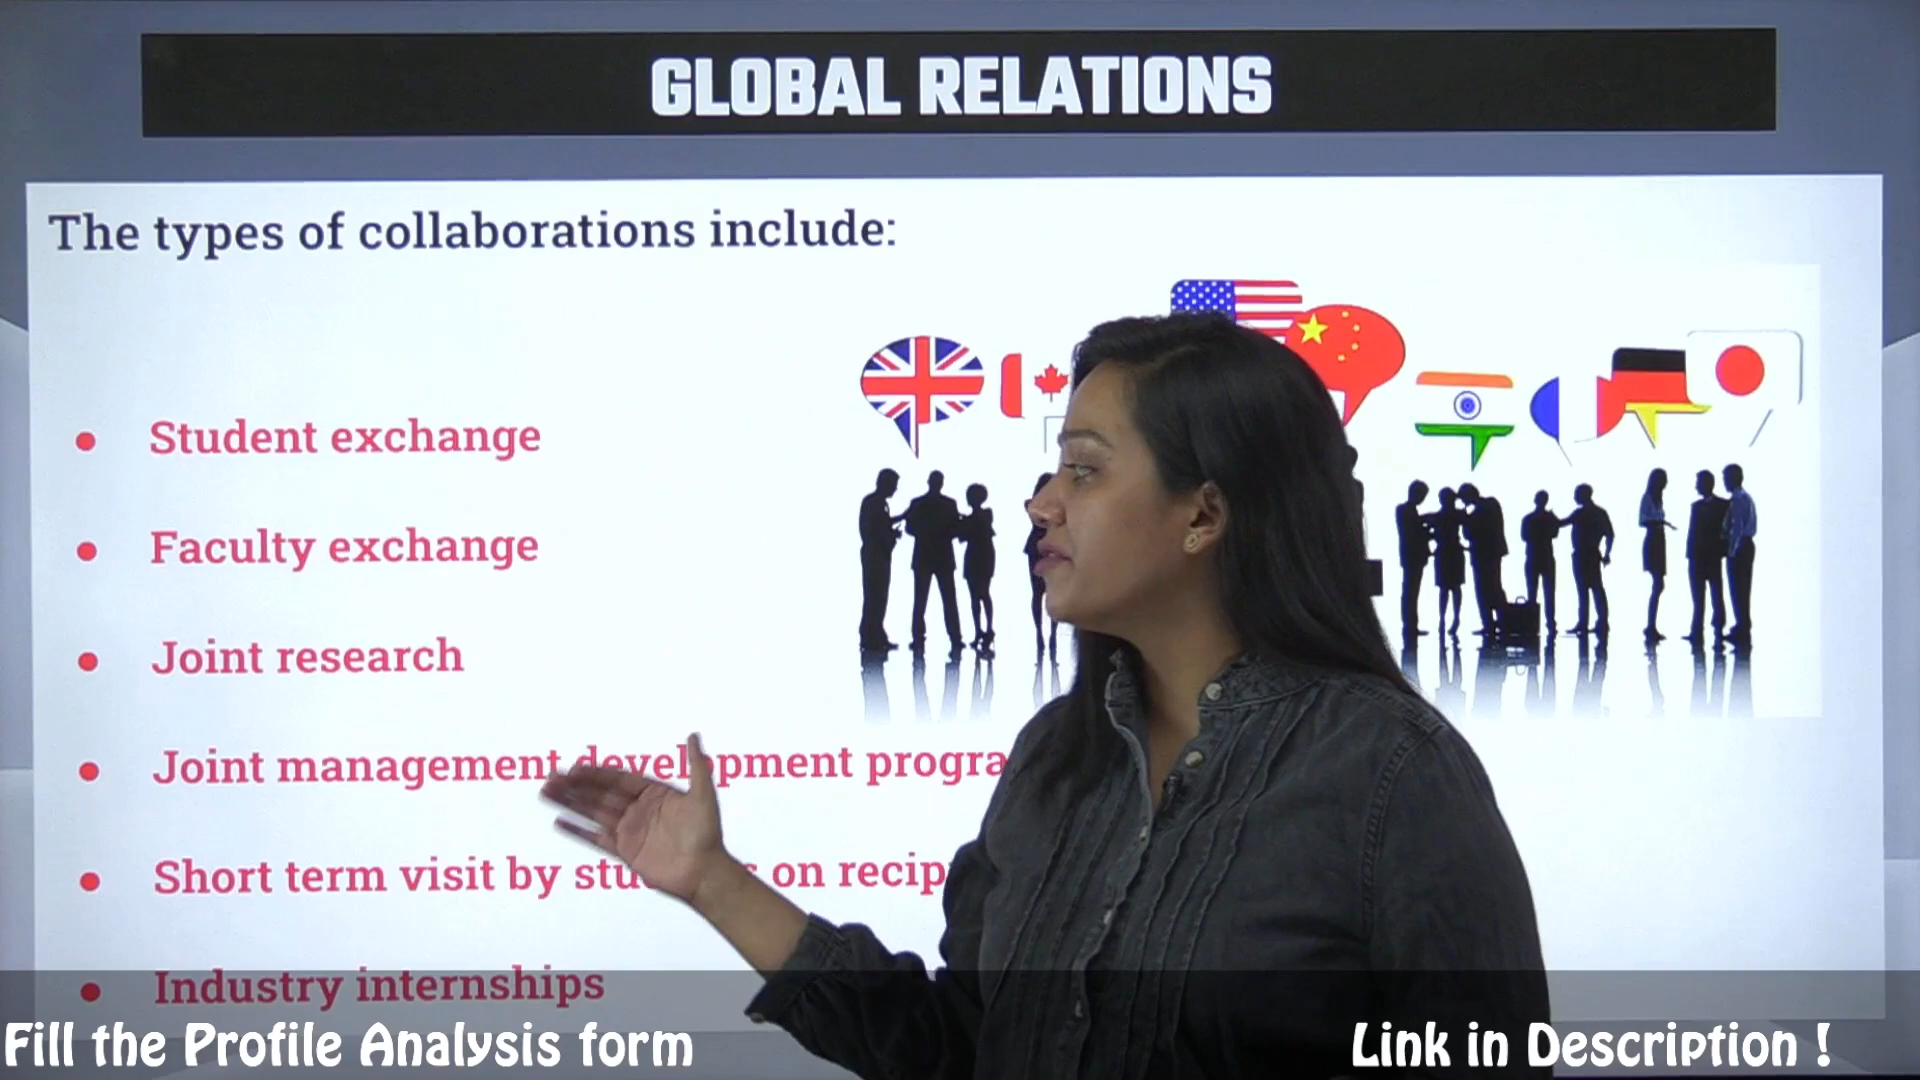 GLOBAL RELATIONS
The types of collaborations include:
Student exchange
Faculty exchange
Joint research
Joint management development progra
Short term visit by on recip
Industry internships
Fill the Profile Analysis form
Link in Description !